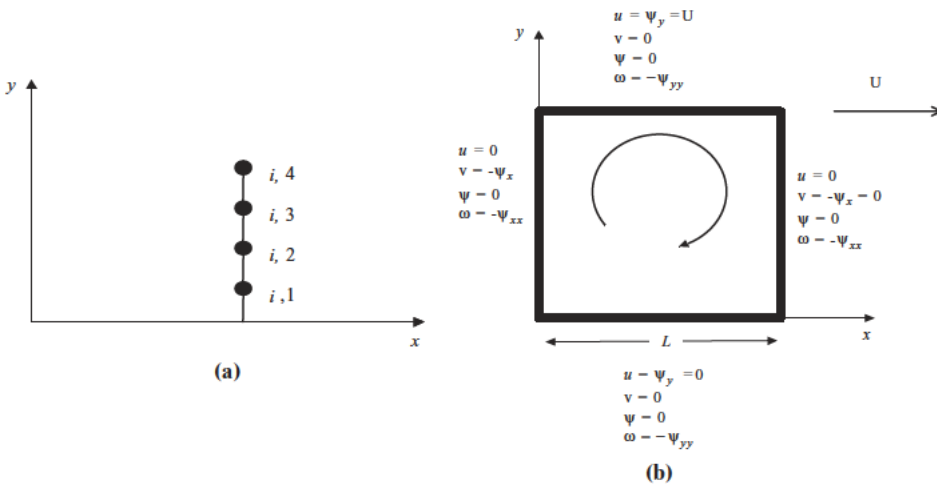 y
i, 4
i, 3
i, 2
i ,1
x
(a)
u = Ψy = U
v – 0
Ψ – 0
ω – –Ψyy
y
U
u = 0
v – -Ψx
Ψ – 0
ω – -Ψxx
u = 0
v – -Ψx – 0
Ψ – 0
ω – -Ψxx
L
x
u – Ψy = 0
v – 0
Ψ – 0
ω – –Ψyy
(b)